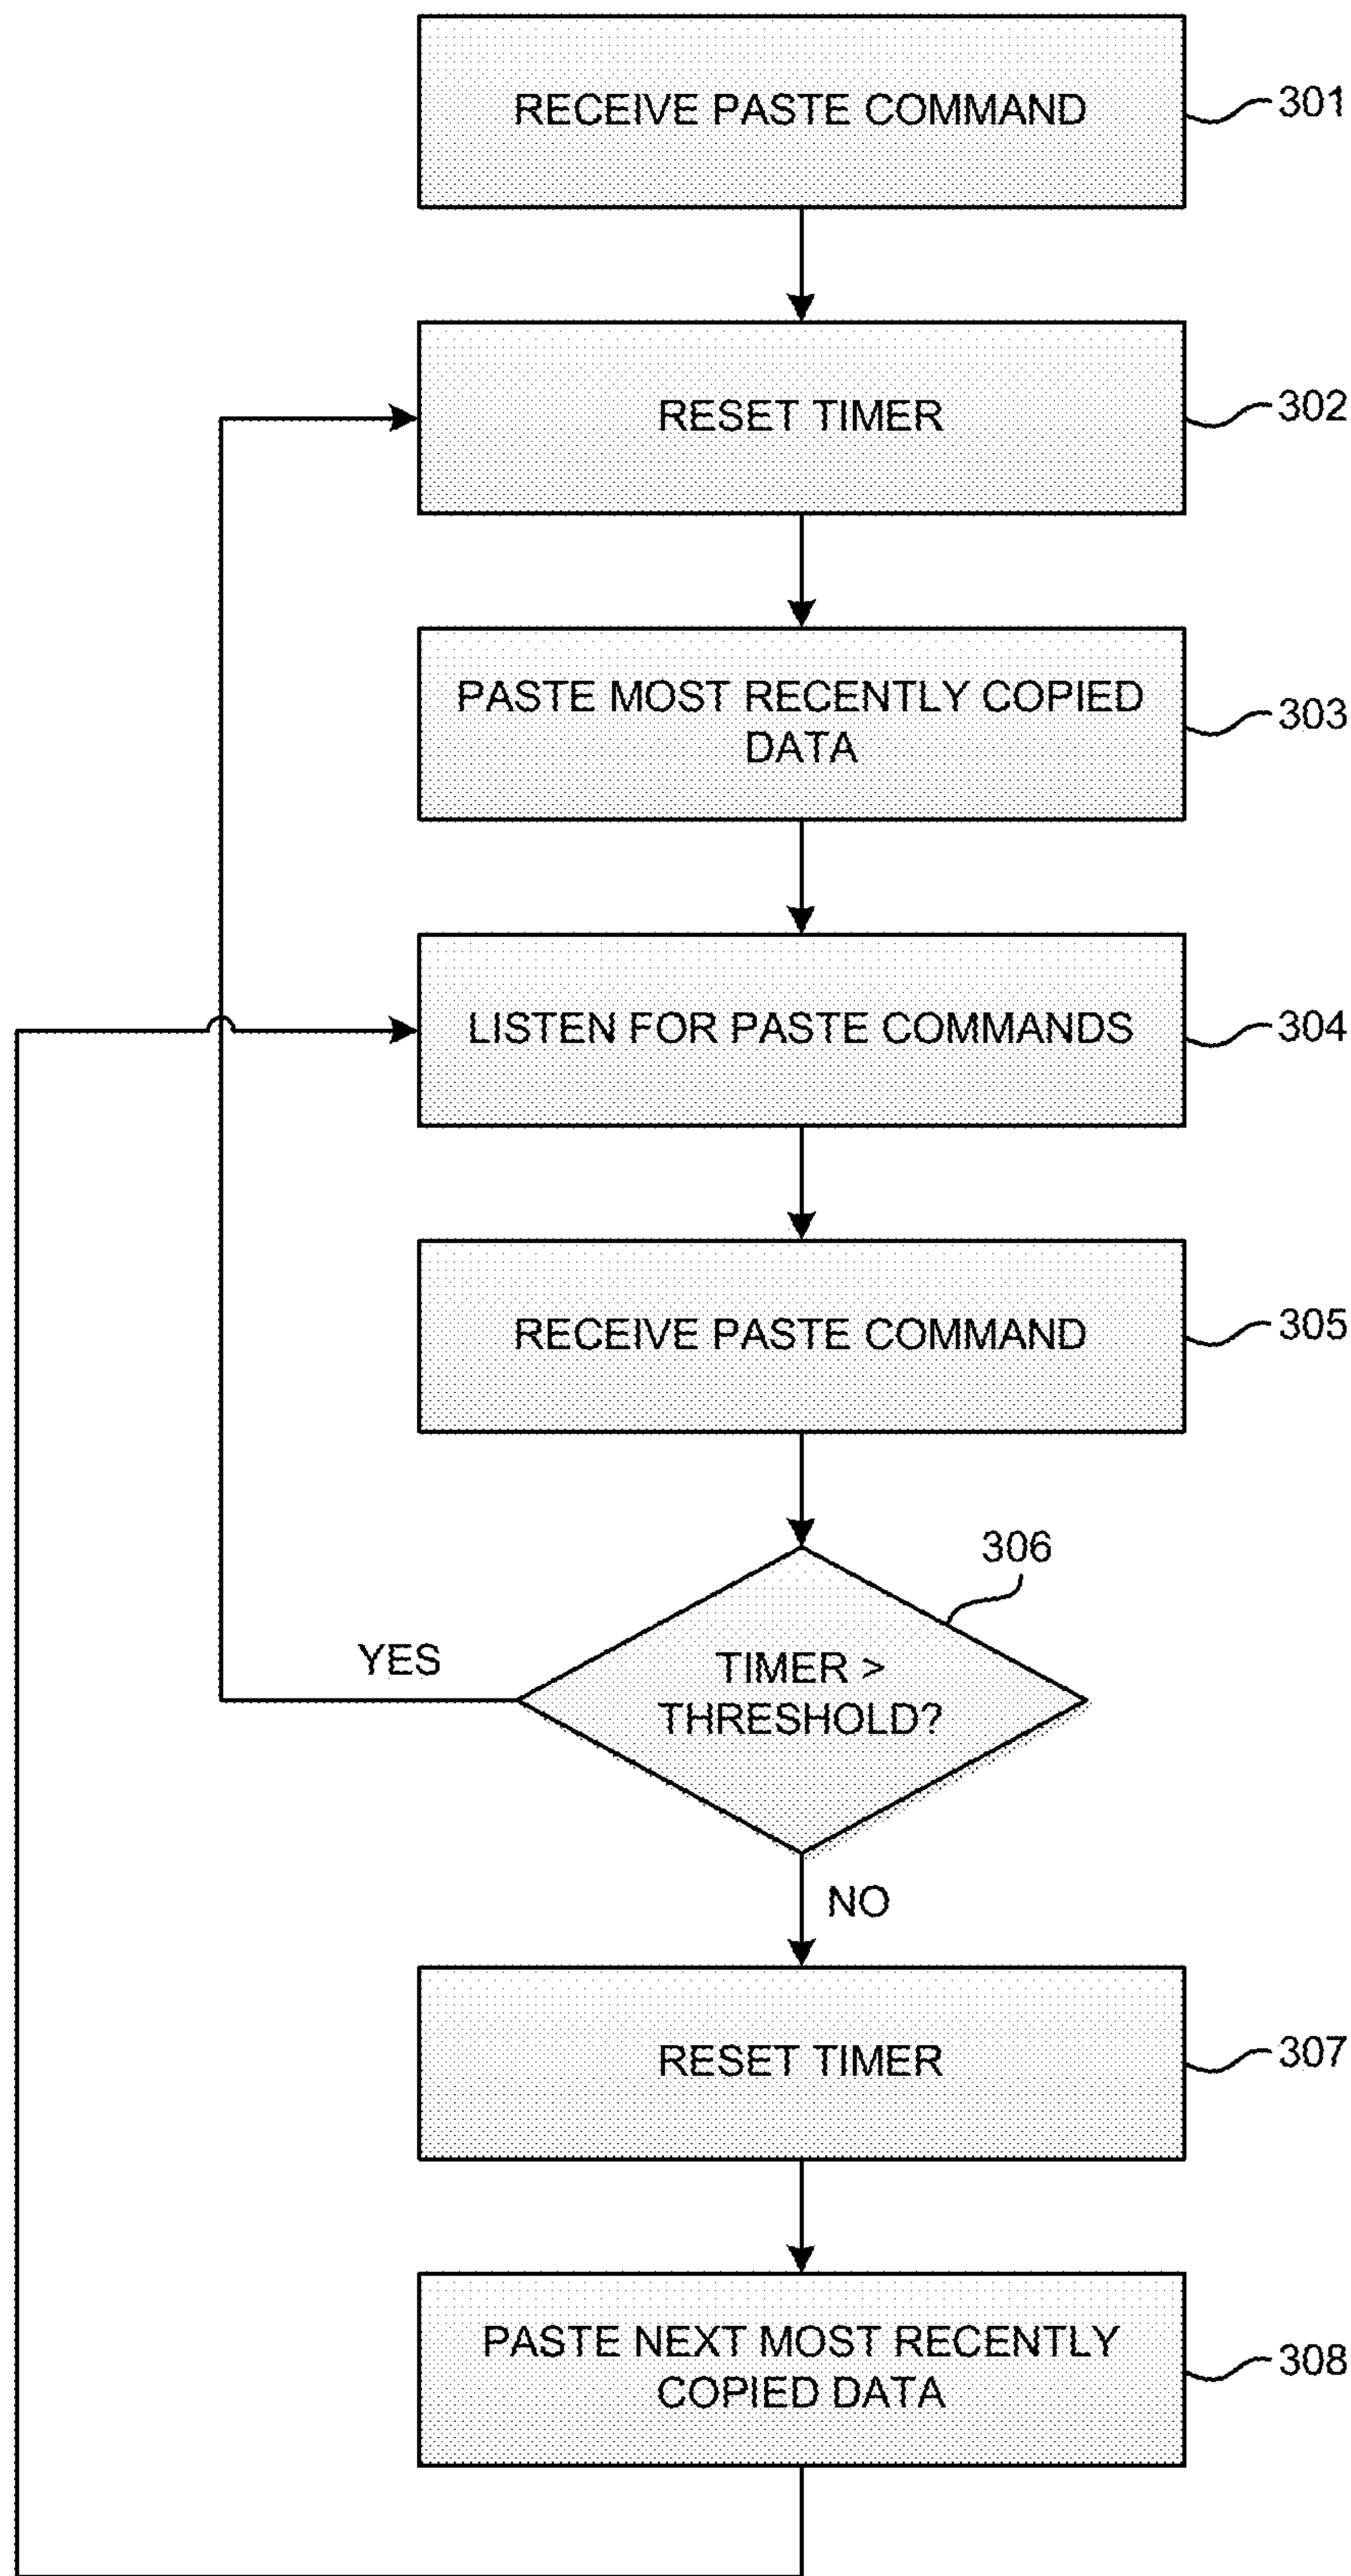 RECEIVE PASTE COMMAND
301
RESET TIMER
302
PASTE MOST RECENTLY COPIED
DATA
303
LISTEN FOR PASTE COMMANDS
304
RECEIVE PASTE COMMAND
305
306
YES
TIMER >
THRESHOLD?
NO
RESET TIMER
307
PASTE NEXT MOST RECENTLY
COPIED DATA
308